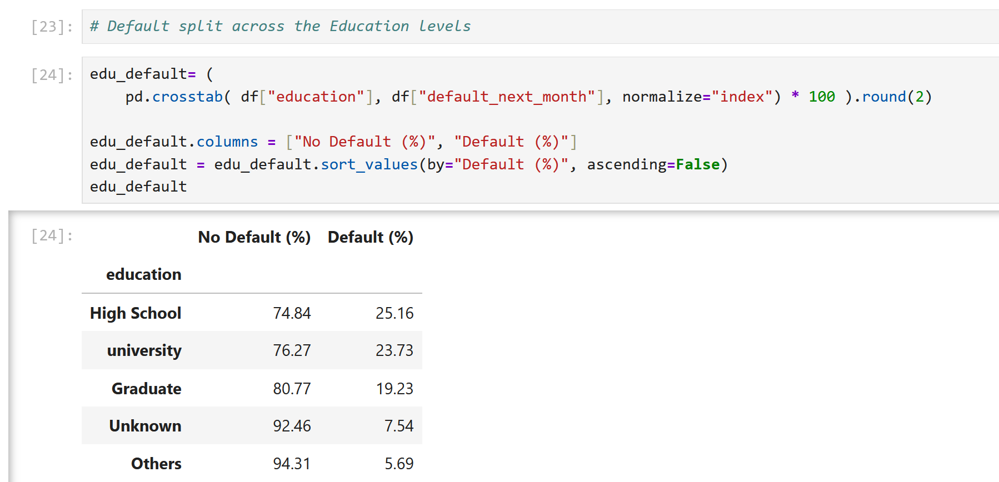 [23]: # Default split across the Education levels
[24]: edu_default= (
    pd.crosstab( df["education"], df["default_next_month"], normalize="index") * 100 ).round(2)
edu_default.columns = ["No Default (%)", "Default (%)"]
edu_default = edu_default.sort_values(by="Default (%)", ascending=False)
edu_default
[24]: No Default (%) Default (%)
education
High School 74.84 25.16
university 76.27 23.73
Graduate 80.77 19.23
Unknown 92.46 7.54
Others 94.31 5.69